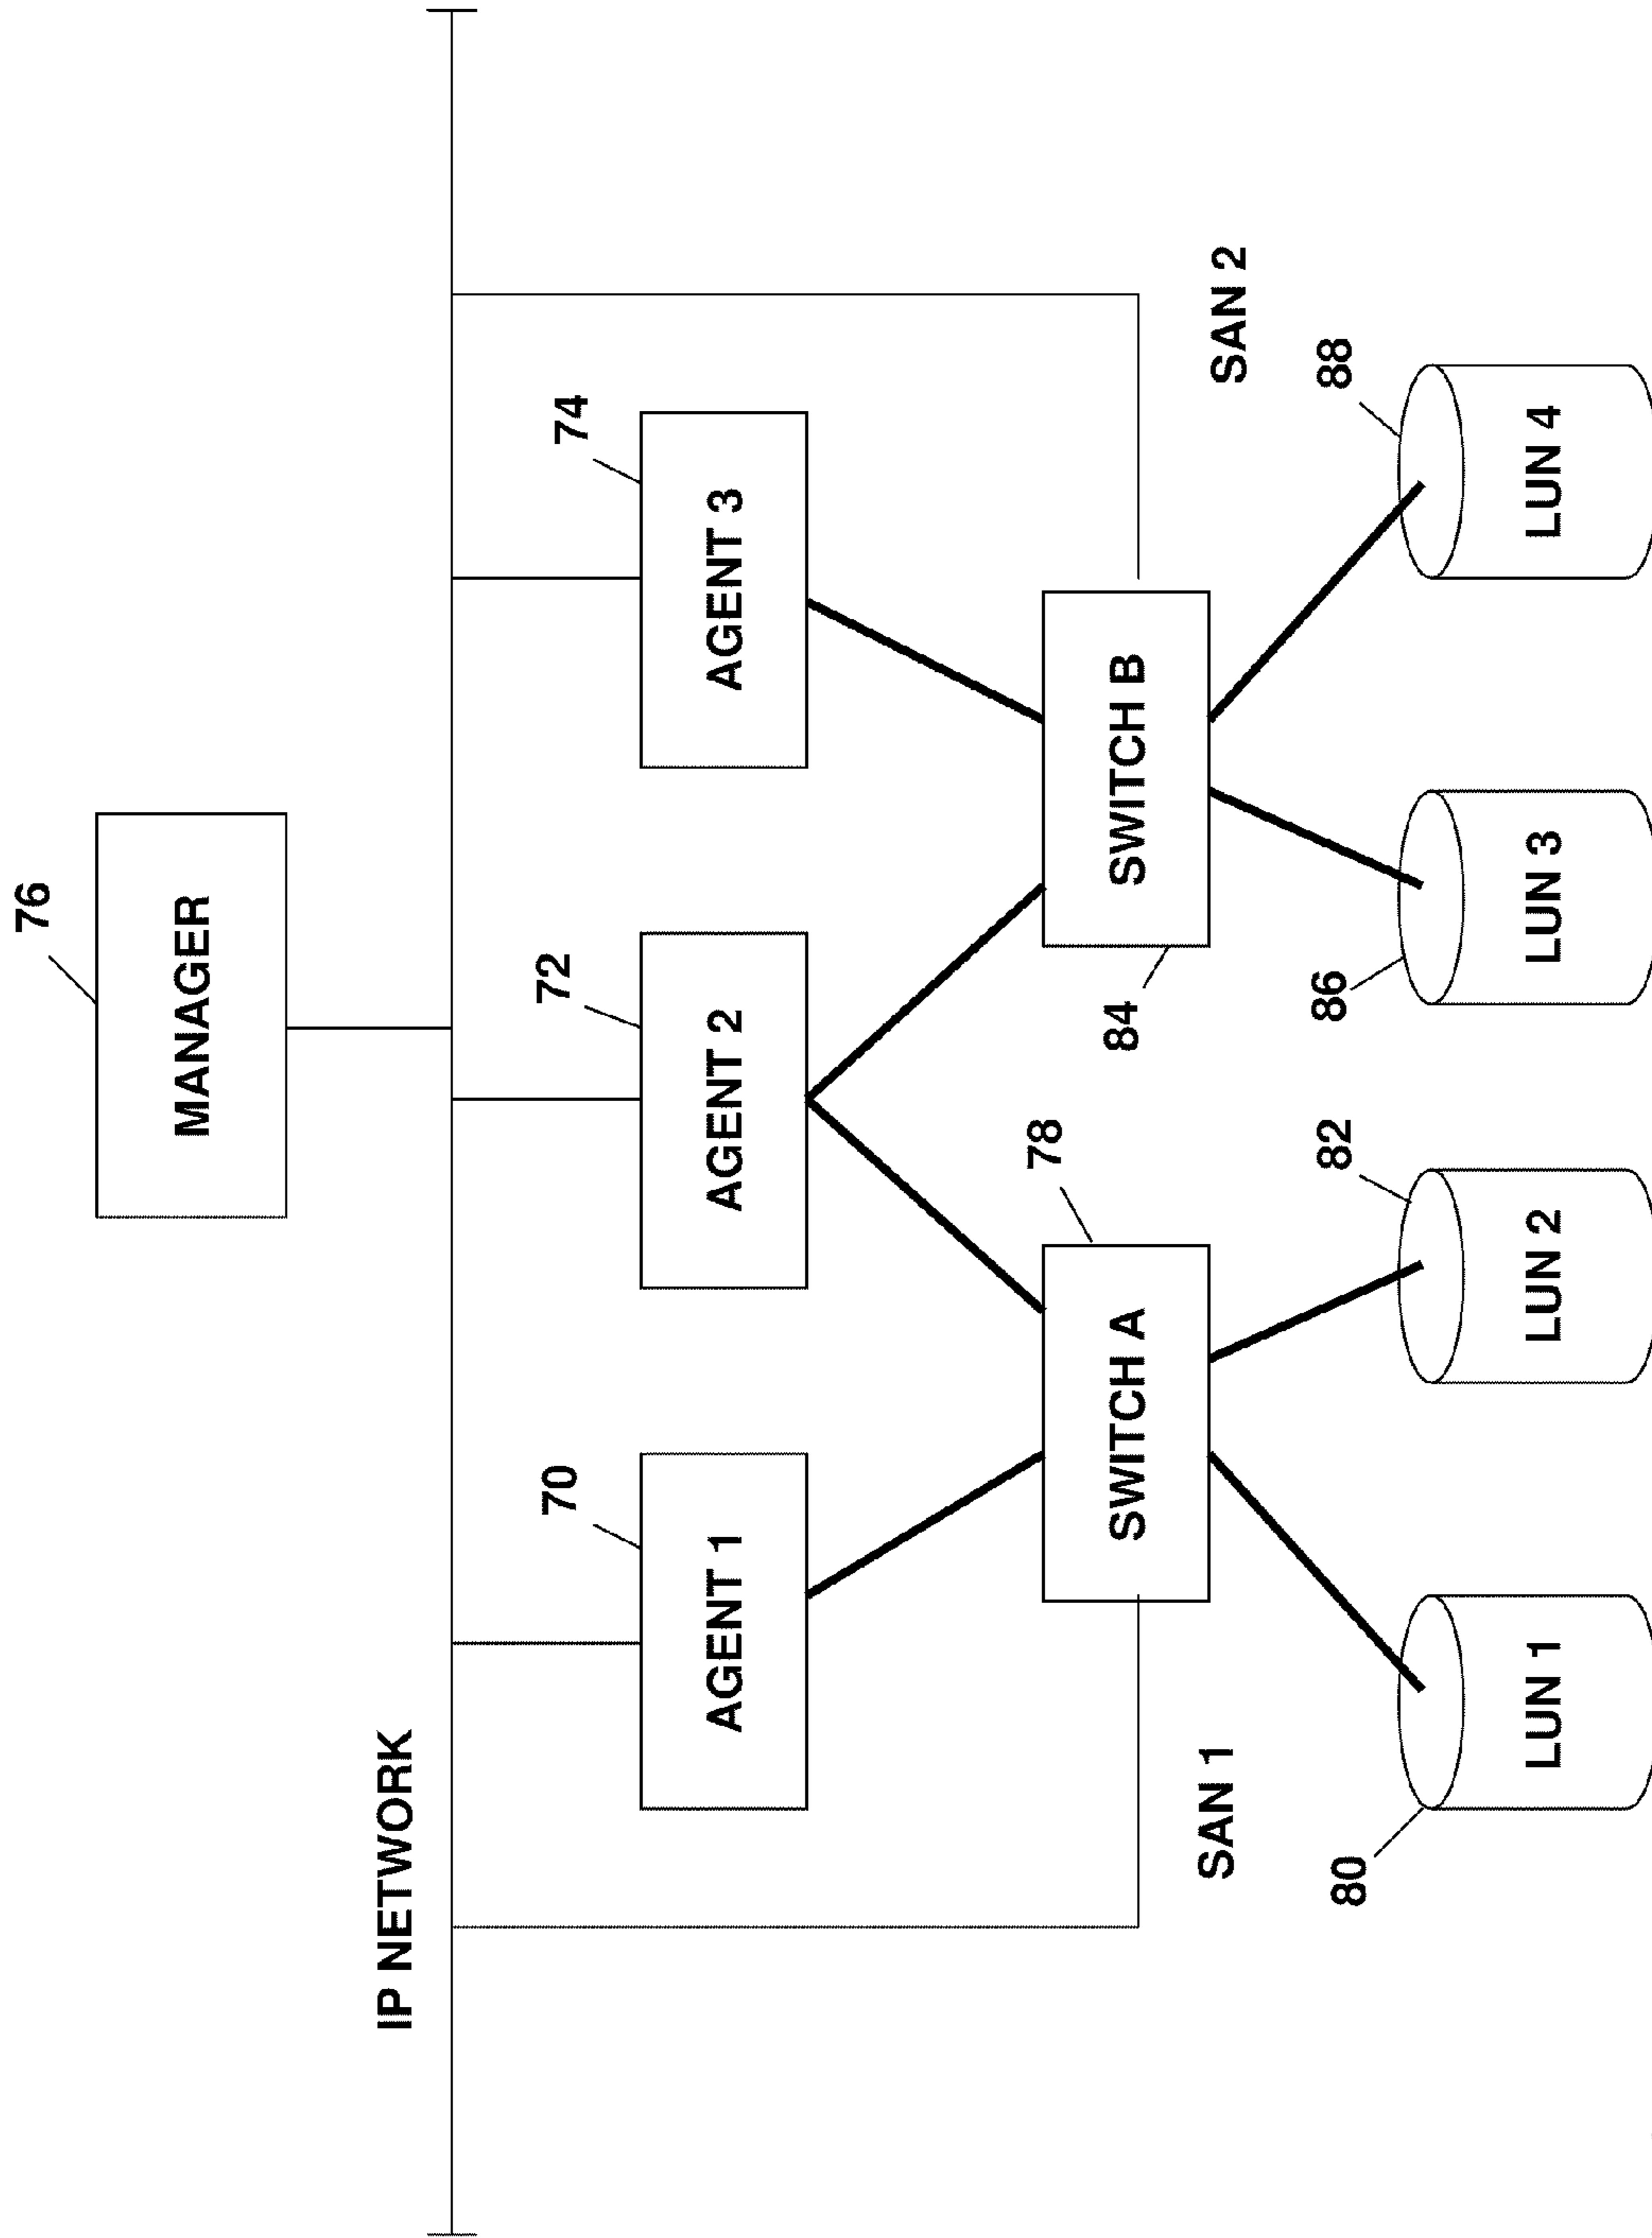 76
MANAGER
IP NETWORK
70
72
74
AGENT 1
AGENT 2
AGENT 3
78
84
SWITCH A
SWITCH B
SAN 1
SAN 2
80
82
86
88
LUN 1
LUN 2
LUN 3
LUN 4